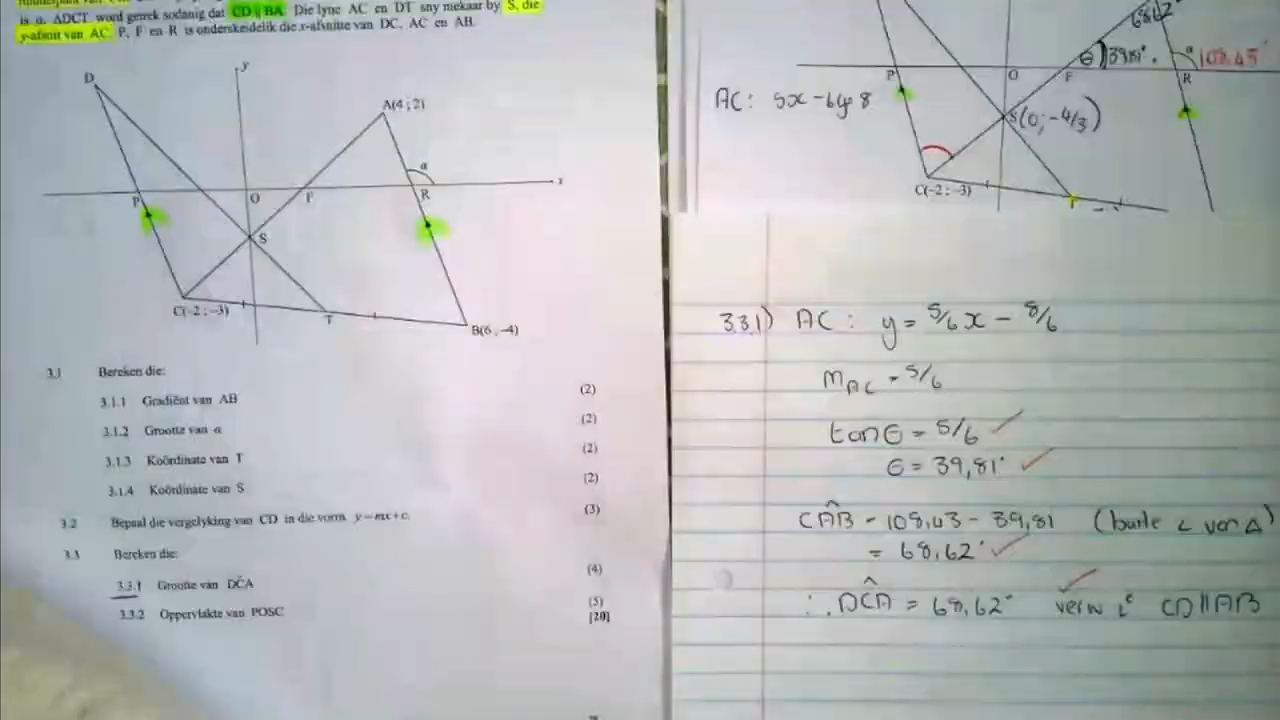 is 'n ΔDCT word getrek sodanig dat CD || BA. Die lyne AC en DT sny mekaar by S, die
y-afsnit van AC. P, F en R is onderskeidelik die x-afsnitte van DC, AC en AB.
D
y
A(4 ; 2)
α
x
P
O
F
R
S
C(-2 ; -3)
T
B(6 ; -4)
3.1 Bereken die:
3.1.1 Gradiënt van AB (2)
3.1.2 Grootte van α (2)
3.1.3 Koördinate van T (2)
3.1.4 Koördinate van S (2)
3.2 Bepaal die vergelyking van CD in die vorm y = mx + c. (3)
3.3 Bereken die:
3.3.1 Grootte van DĈA (4)
3.3.2 Oppervlakte van POSC (5)
[20]
68,62°
θ 39,81°
α 108,43°
P
O
F
R
AC: 5x - 6y = 8
S(0; -4/3)
C(-2 ; -3)
T
3.3.1) AC: y = 5/6 x - 8/6
m AC = 5/6
tan θ = 5/6 ✓
θ = 39,81° ✓
CÂB = 108,43 - 39,81 (buite ∠ van Δ)
= 68,62° ✓
∴ DĈA = 68,62° ✓ verw ∠e CD || AB